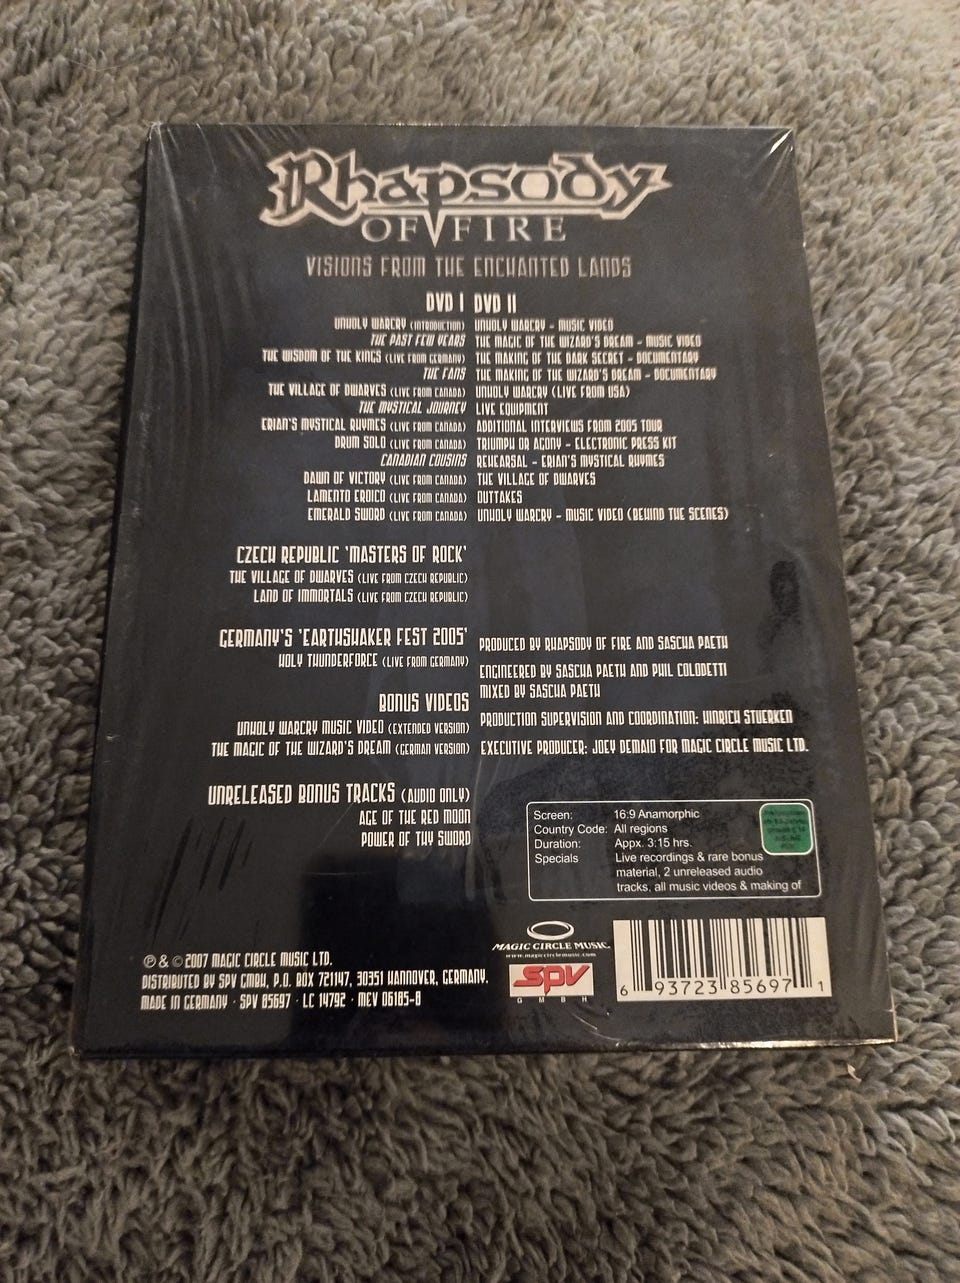 Rhapsody
OF FIRE
VISIONS FROM THE ENCHANTED LANDS
DVD I
UNHOLY WARCRY (INTRODUCTION)
THE PAST FEW YEARS
THE WISDOM OF THE KINGS (LIVE FROM GERMANY)
THE FANS
THE VILLAGE OF DWARVES (LIVE FROM CANADA)
THE MYSTICAL JOURNEY
ERIAN'S MYSTICAL RHYMES (LIVE FROM CANADA)
DRUM SOLO (LIVE FROM CANADA)
CANADIAN COUSINS
DAWN OF VICTORY (LIVE FROM CANADA)
LAMENTO EROICO (LIVE FROM CANADA)
EMERALD SWORD (LIVE FROM CANADA)
CZECH REPUBLIC 'MASTERS OF ROCK'
THE VILLAGE OF DWARVES (LIVE FROM CZECH REPUBLIC)
LAND OF IMMORTALS (LIVE FROM CZECH REPUBLIC)
GERMANY'S 'EARTHSHAKER FEST 2005'
HOLY THUNDERFORCE (LIVE FROM GERMANY)
BONUS VIDEOS
UNHOLY WARCRY MUSIC VIDEO (EXTENDED VERSION)
THE MAGIC OF THE WIZARD'S DREAM (GERMAN VERSION)
UNRELEASED BONUS TRACKS (AUDIO ONLY)
AGE OF THE RED MOON
POWER OF THY SWORD
DVD II
UNHOLY WARCRY - MUSIC VIDEO
THE MAGIC OF THE WIZARD'S DREAM - MUSIC VIDEO
THE MAKING OF THE DARK SECRET - DOCUMENTARY
THE MAKING OF THE WIZARD'S DREAM - DOCUMENTARY
UNHOLY WARCRY (LIVE FROM USA)
LIVE EQUIPMENT
ADDITIONAL INTERVIEWS FROM 2005 TOUR
TRIUMPH OR AGONY - ELECTRONIC PRESS KIT
REHEARSAL - ERIAN'S MYSTICAL RHYMES
THE VILLAGE OF DWARVES
OUTTAKES
UNHOLY WARCRY - MUSIC VIDEO (BEHIND THE SCENES)
PRODUCED BY RHAPSODY OF FIRE AND SASCHA PAETH
ENGINEERED BY SASCHA PAETH AND PHIL COLODETTI
MIXED BY SASCHA PAETH
PRODUCTION SUPERVISION AND COORDINATION: HINRICH STUERKEN
EXECUTIVE PRODUCER: JOEY DEMAIO FOR MAGIC CIRCLE MUSIC LTD.
Screen: 16:9 Anamorphic
Country Code: All regions
Duration: Appx. 3:15 hrs.
Specials Live recordings & rare bonus
material, 2 unreleased audio
tracks, all music videos & making of
℗ & © 2007 MAGIC CIRCLE MUSIC LTD.
DISTRIBUTED BY SPV GMBH, P.O. BOX 721147, 30351 HANNOVER, GERMANY.
MADE IN GERMANY · SPV 85697 · LC 14792 · MEV 06185-8
MAGIC CIRCLE MUSIC
www.magiccirclemusic.com
SPV
GMBH
6 93723 85697 1